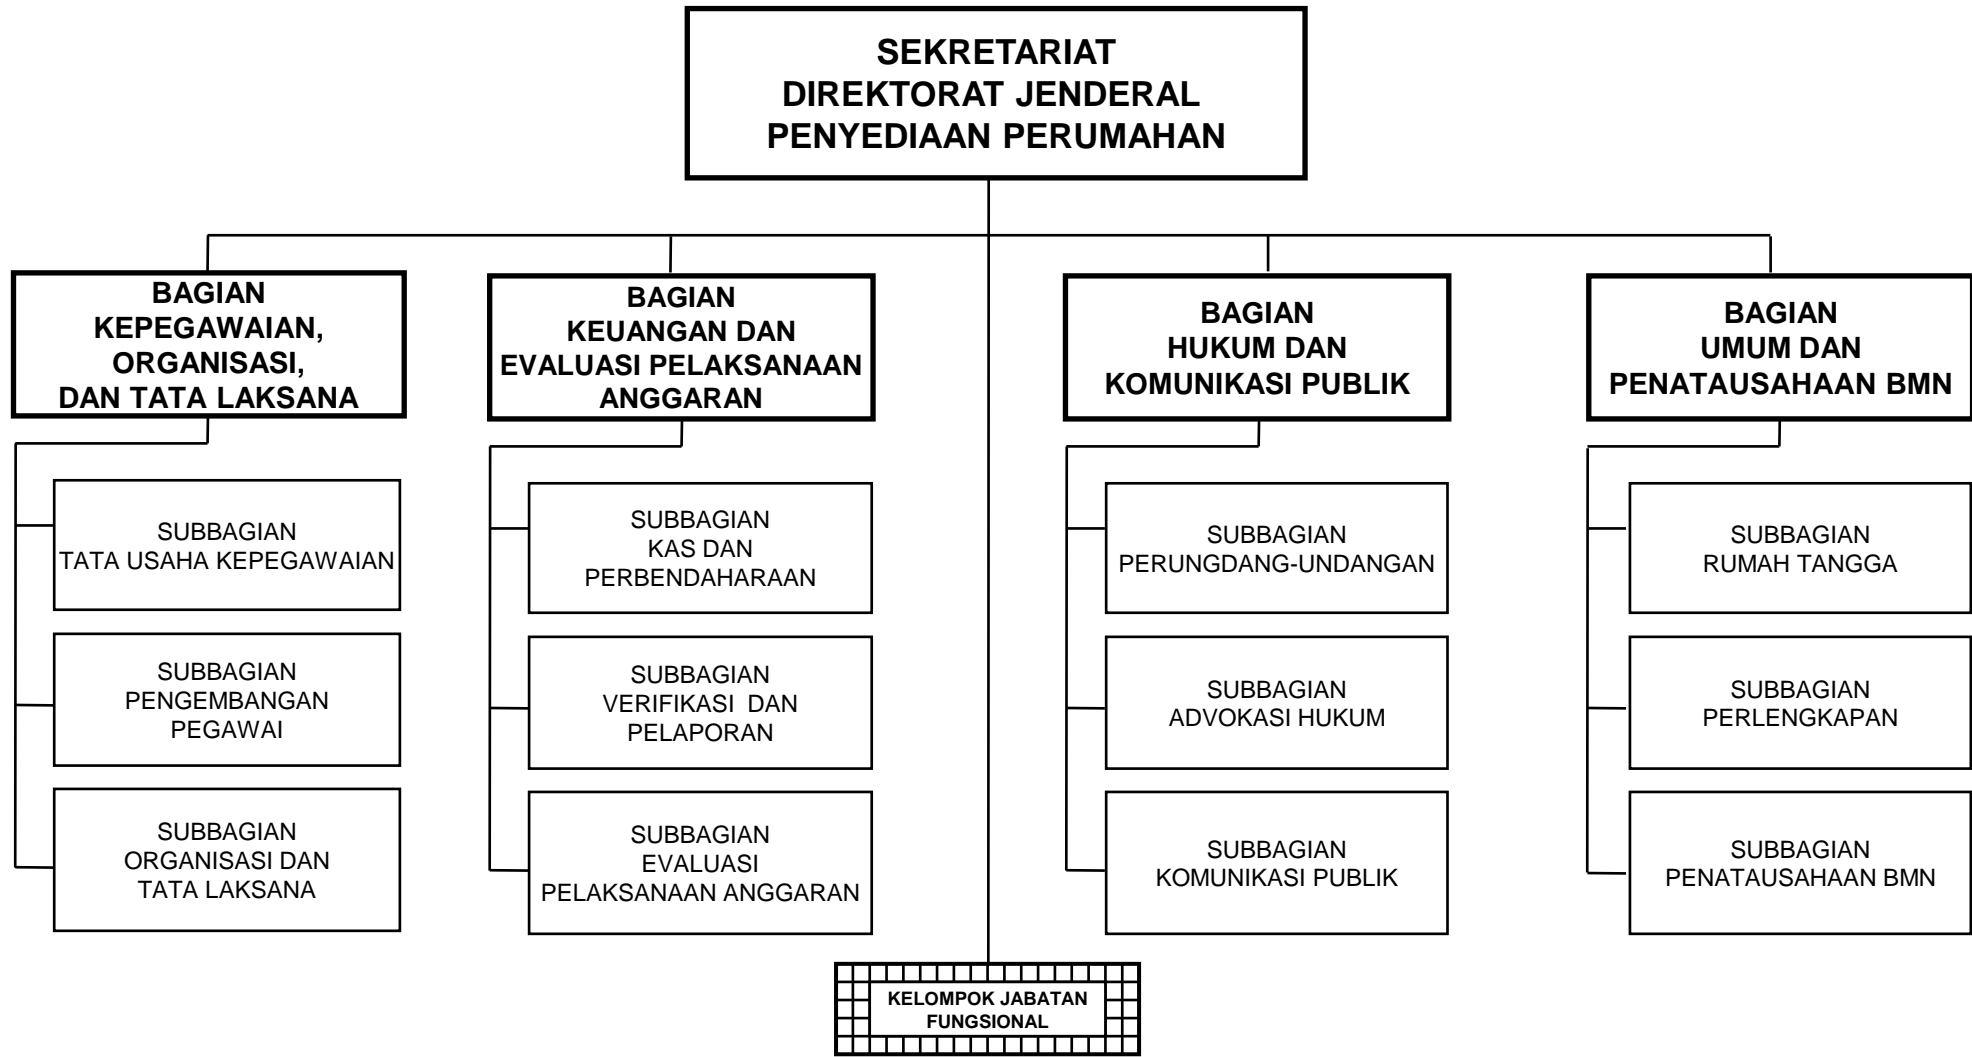 SEKRETARIAT
DIREKTORAT JENDERAL
PENYEDIAAN PERUMAHAN
BAGIAN
KEPEGAWAIAN,
ORGANISASI,
DAN TATA LAKSANA
BAGIAN
KEUANGAN DAN
EVALUASI PELAKSANAAN
ANGGARAN
BAGIAN
HUKUM DAN
KOMUNIKASI PUBLIK
BAGIAN
UMUM DAN
PENATAUSAHAAN BMN
SUBBAGIAN
TATA USAHA KEPEGAWAIAN
SUBBAGIAN
KAS DAN
PERBENDAHARAAN
SUBBAGIAN
PERUNGDANG-UNDANGAN
SUBBAGIAN
RUMAH TANGGA
SUBBAGIAN
PENGEMBANGAN
PEGAWAI
SUBBAGIAN
VERIFIKASI DAN
PELAPORAN
SUBBAGIAN
ADVOKASI HUKUM
SUBBAGIAN
PERLENGKAPAN
SUBBAGIAN
ORGANISASI DAN
TATA LAKSANA
SUBBAGIAN
EVALUASI
PELAKSANAAN ANGGARAN
SUBBAGIAN
KOMUNIKASI PUBLIK
SUBBAGIAN
PENATAUSAHAAN BMN
KELOMPOK JABATAN
FUNGSIONAL